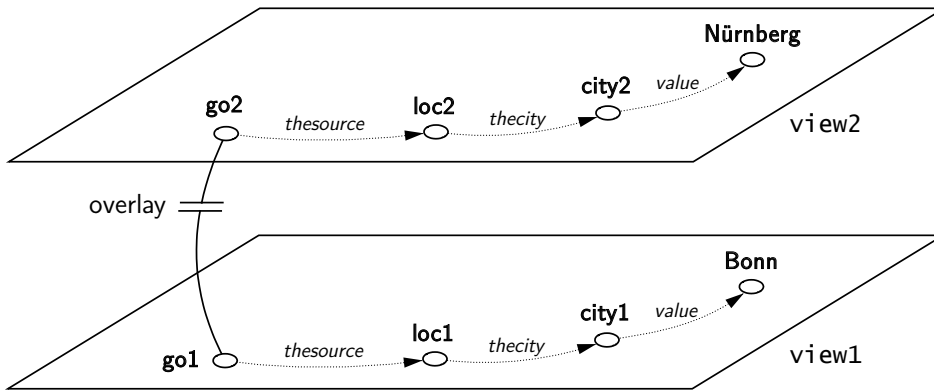 Nürnberg
go2
thesource
loc2
thecity
city2
value
view2
overlay
Bonn
go1
thesource
loc1
thecity
city1
value
view1